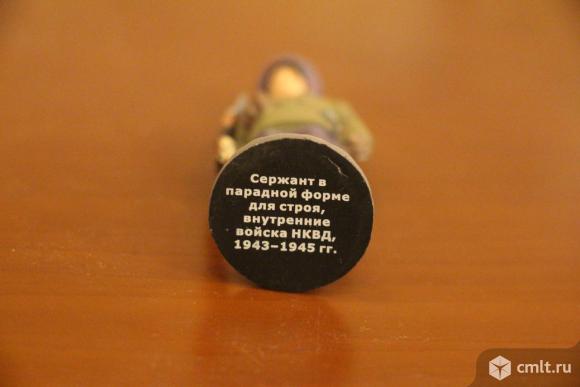 Сержант в
парадной форме
для строя,
внутренние
войска НКВД,
1943–1945 гг.
cmlt.ru